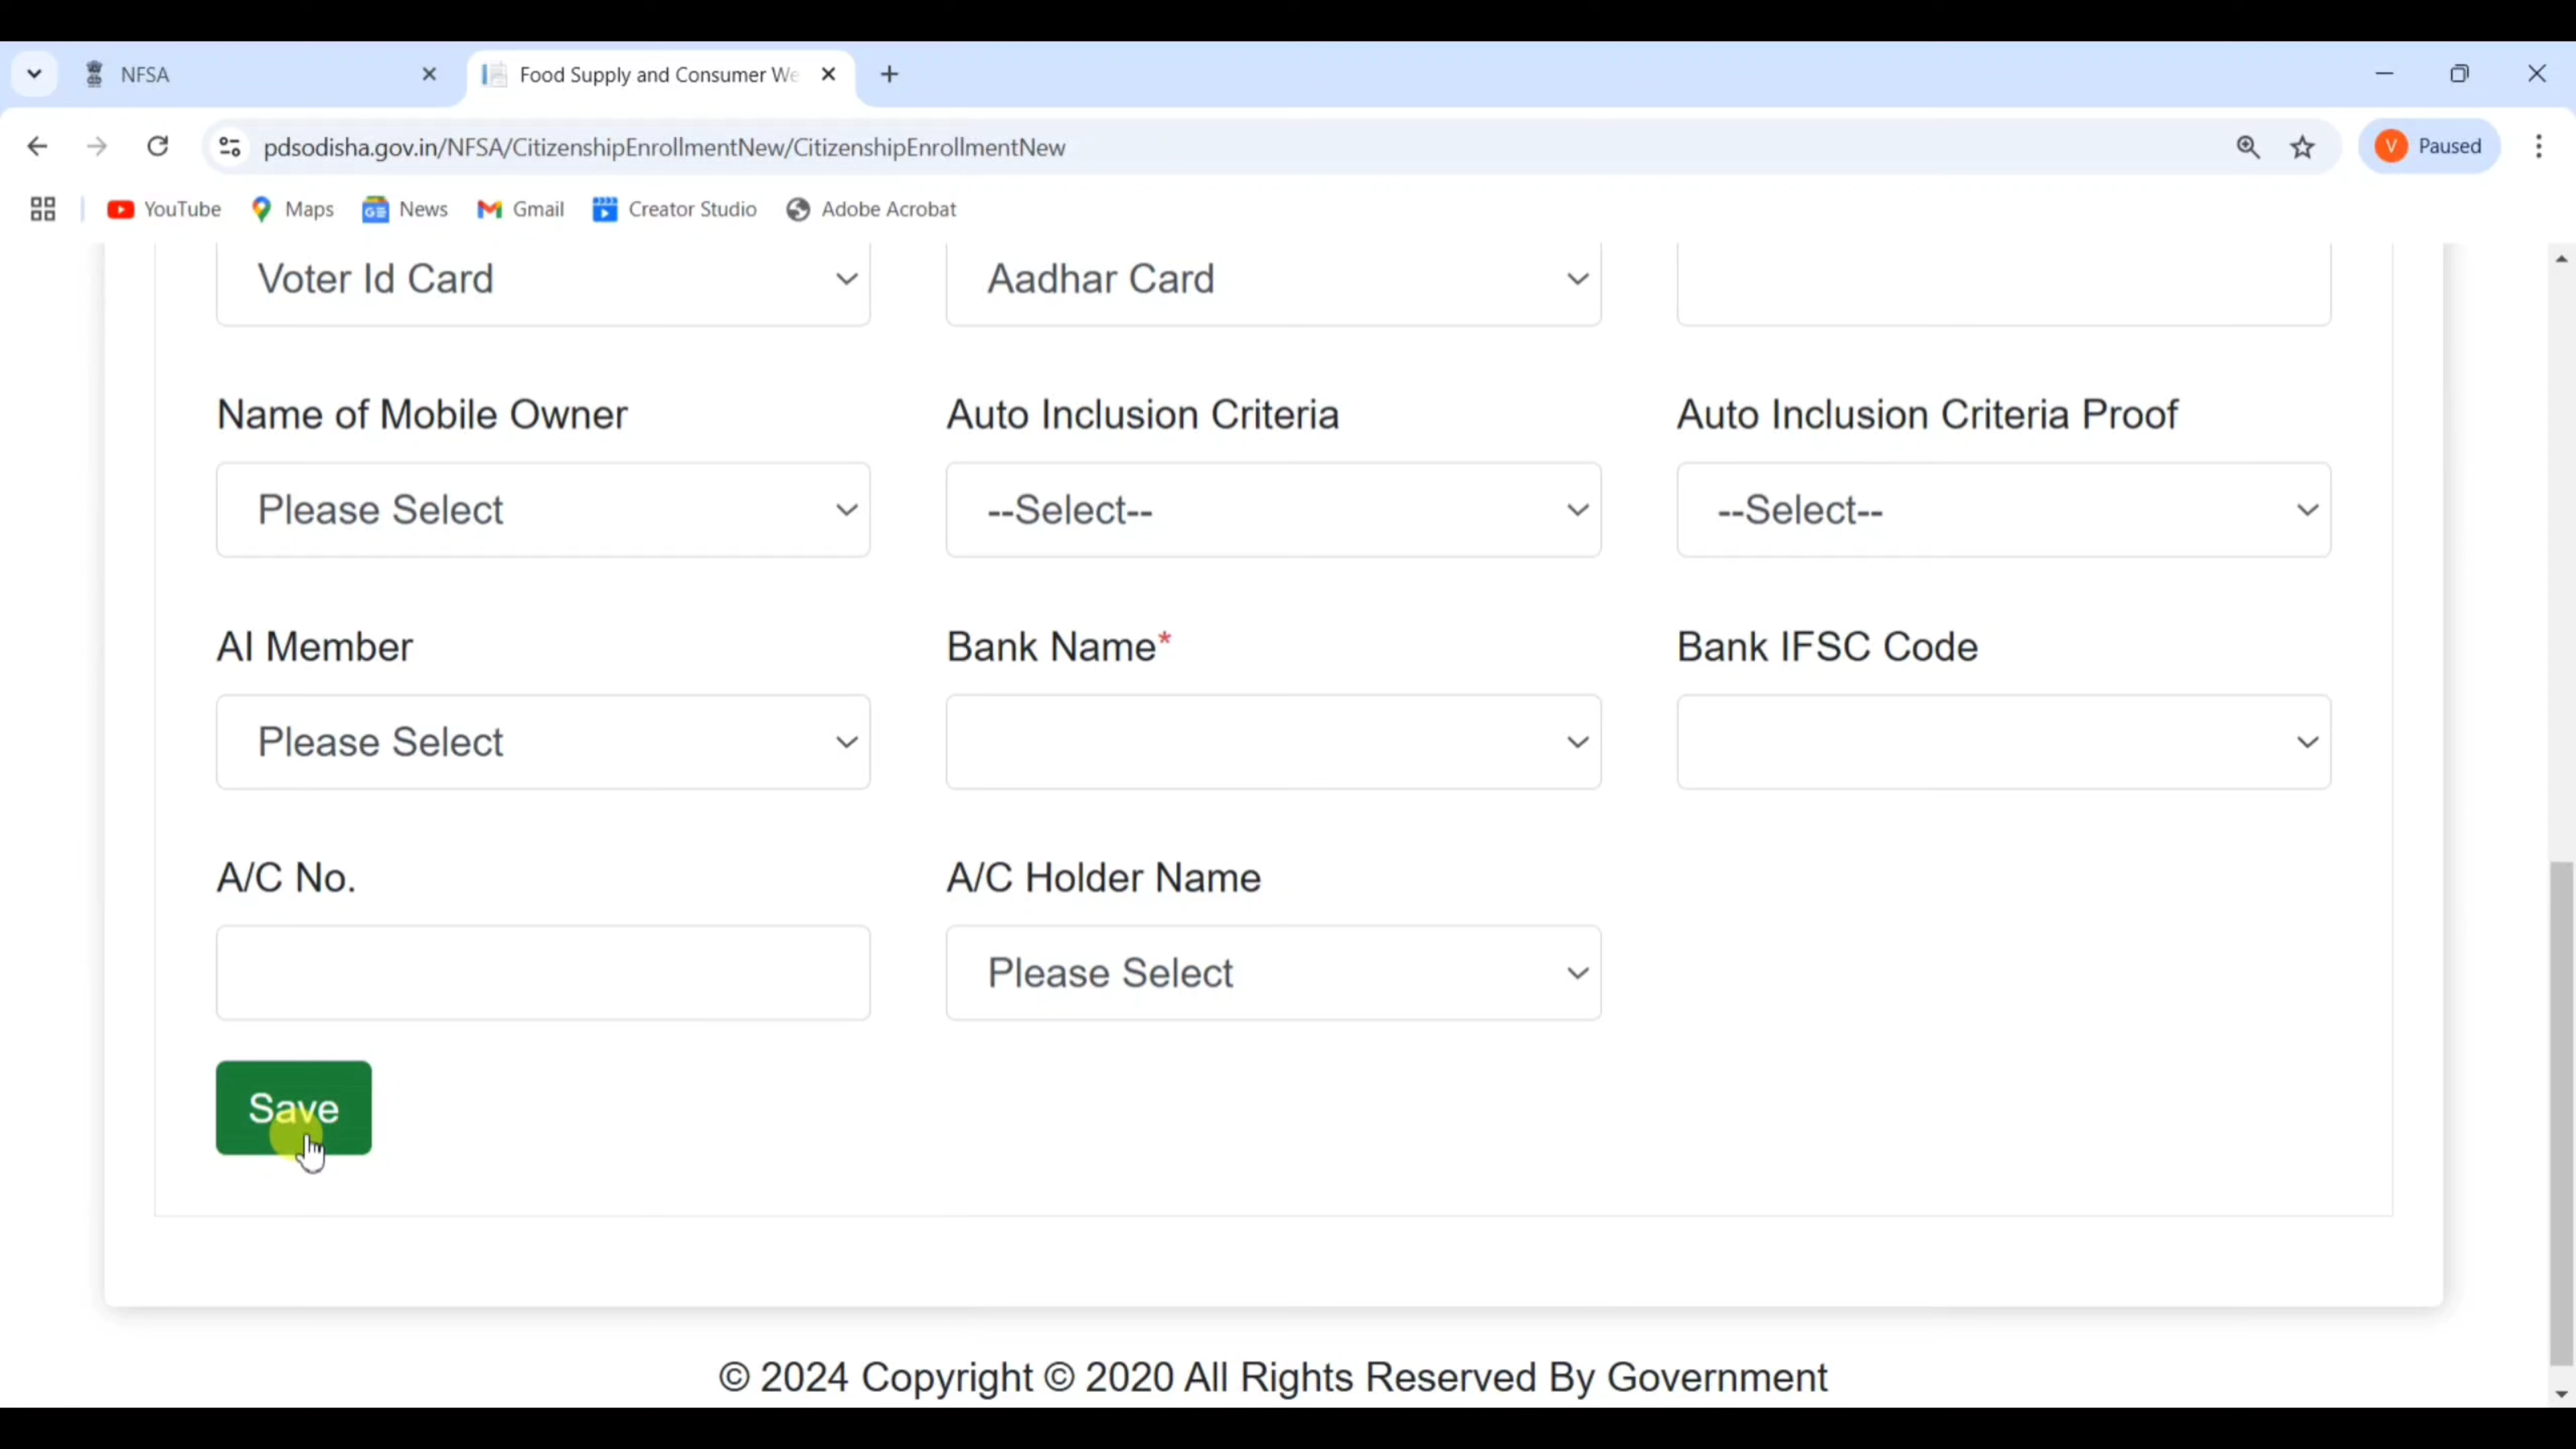 NFSA
Food Supply and Consumer We
pdsodisha.gov.in/NFSA/CitizenshipEnrollmentNew/CitizenshipEnrollmentNew
V Paused
YouTube Maps GE News Gmail Creator Studio Adobe Acrobat
Voter Id Card Aadhar Card
Name of Mobile Owner Auto Inclusion Criteria Auto Inclusion Criteria Proof
Please Select --Select-- --Select--
AI Member Bank Name* Bank IFSC Code
Please Select
A/C No. A/C Holder Name
Please Select
Save
© 2024 Copyright © 2020 All Rights Reserved By Government